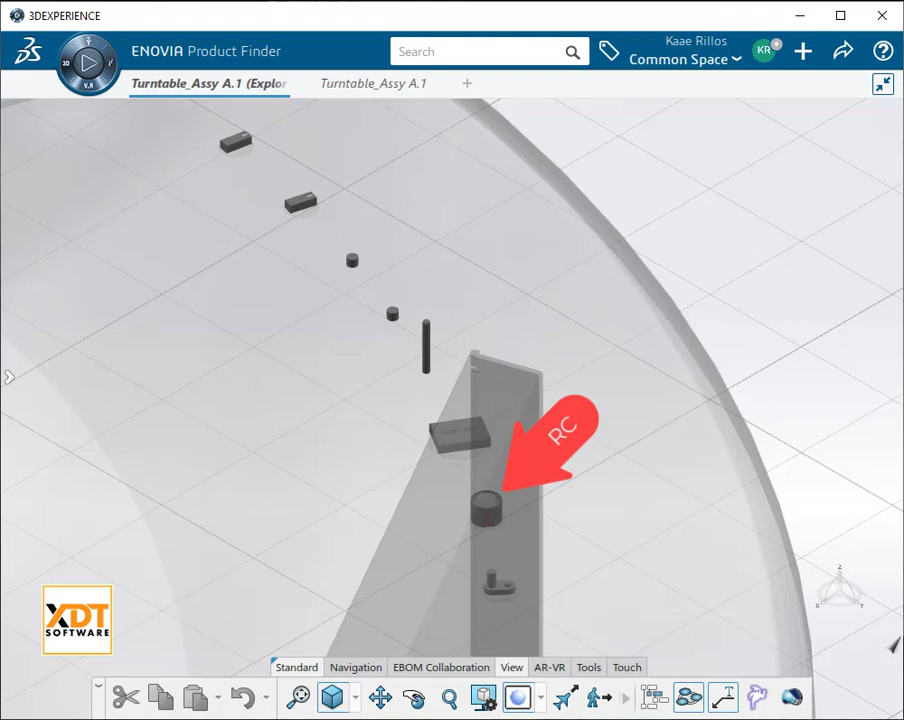 3DEXPERIENCE
ENOVIA Product Finder
Search
Kaae Rillos
Common Space
KR
3D
V.R
Turntable_Assy A.1 (Explor
Turntable_Assy A.1
RC
Z
X
Y
XDT
SOFTWARE
Standard
Navigation
EBOM Collaboration
View
AR-VR
Tools
Touch